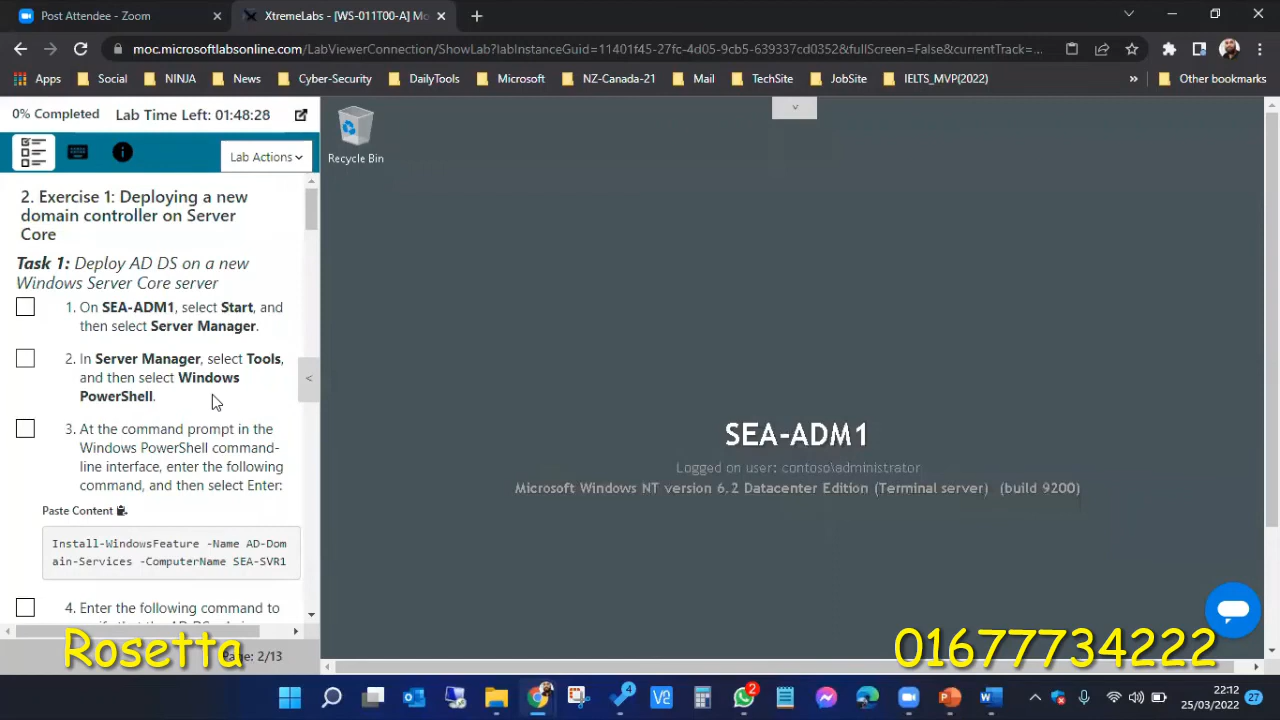 Post Attendee - Zoom
XtremeLabs - [WS-011T00-A] Mo
moc.microsoftlabsonline.com/LabViewerConnection/ShowLab?labInstanceGuid=11401f45-27fc-4d05-9cb5-639337cd0352&fullScreen=False&currentTrack=...
Apps Social NINJA News Cyber-Security DailyTools Microsoft NZ-Canada-21 Mail TechSite JobSite IELTS_MVP(2022) » Other bookmarks
0% Completed Lab Time Left: 01:48:28
Lab Actions
Recycle Bin
2. Exercise 1: Deploying a new
domain controller on Server
Core
Task 1: Deploy AD DS on a new
Windows Server Core server
1. On SEA-ADM1, select Start, and
then select Server Manager.
2. In Server Manager, select Tools,
and then select Windows
PowerShell.
3. At the command prompt in the
Windows PowerShell command-
line interface, enter the following
command, and then select Enter:
Paste Content
Install-WindowsFeature -Name AD-Dom
ain-Services -ComputerName SEA-SVR1
4. Enter the following command to
SEA-ADM1
Logged on user: contoso\administrator
Microsoft Windows NT version 6.2 Datacenter Edition (Terminal server) (build 9200)
Rosetta
Page: 2/13
01677734222
4
2
22:12
25/03/2022
27